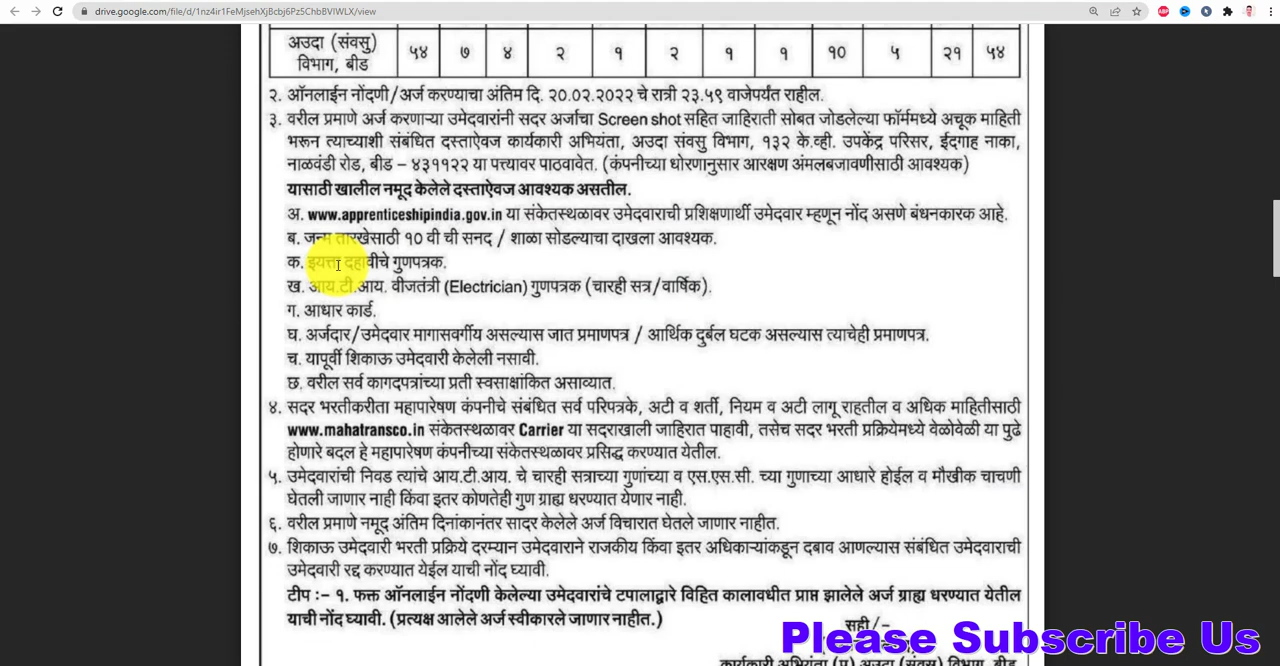 drive.google.com/file/d/1nz4ir1FeMjsehXjBcbj6Pz5ChbBVIWLX/view
अउदा (संवसु) विभाग, बीड ५४ ७ ४ २ १ २ १ १ १० ५ २१ ५४
२. ऑनलाईन नोंदणी/अर्ज करण्याचा अंतिम दि. २०.०२.२०२२ चे रात्री २३.५९ वाजेपर्यंत राहील.
३. वरील प्रमाणे अर्ज करणाऱ्या उमेदवारांनी सदर अर्जाचा Screen shot सहित जाहिराती सोबत जोडलेल्या फॉर्ममध्ये अचूक माहिती
भरून त्याच्याशी संबंधित दस्ताऐवज कार्यकारी अभियंता, अउदा संवसु विभाग, १३२ के.व्ही. उपकेंद्र परिसर, ईदगाह नाका,
नाळवंडी रोड, बीड – ४३११२२ या पत्त्यावर पाठवावेत. (कंपनीच्या धोरणानुसार आरक्षण अंमलबजावणीसाठी आवश्यक)
यासाठी खालील नमूद केलेले दस्ताऐवज आवश्यक असतील.
अ. www.apprenticeshipindia.gov.in या संकेतस्थळावर उमेदवाराची प्रशिक्षणार्थी उमेदवार म्हणून नोंद असणे बंधनकारक आहे.
ब. जन्म तारखेसाठी १० वी ची सनद / शाळा सोडल्याचा दाखला आवश्यक.
क. इयत्ता दहावीचे गुणपत्रक.
ख. आय.टी.आय. वीजतंत्री (Electrician) गुणपत्रक (चारही सत्र/वार्षिक).
ग. आधार कार्ड.
घ. अर्जदार/उमेदवार मागासवर्गीय असल्यास जात प्रमाणपत्र / आर्थिक दुर्बल घटक असल्यास त्याचेही प्रमाणपत्र.
च. यापूर्वी शिकाऊ उमेदवारी केलेली नसावी.
छ. वरील सर्व कागदपत्रांच्या प्रती स्वसाक्षांकित असाव्यात.
४. सदर भरतीकरीता महापारेषण कंपनीचे संबंधित सर्व परिपत्रके, अटी व शर्ती, नियम व अटी लागू राहतील व अधिक माहितीसाठी
www.mahatransco.in संकेतस्थळावर Carrier या सदराखाली जाहिरात पाहावी, तसेच सदर भरती प्रक्रियेमध्ये वेळोवेळी या पुढे
होणारे बदल हे महापारेषण कंपनीच्या संकेतस्थळावर प्रसिद्ध करण्यात येतील.
५. उमेदवारांची निवड त्यांचे आय.टी.आय. चे चारही सत्राच्या गुणांच्या व एस.एस.सी. च्या गुणाच्या आधारे होईल व मौखीक चाचणी
घेतली जाणार नाही किंवा इतर कोणतेही गुण ग्राह्य धरण्यात येणार नाही.
६. वरील प्रमाणे नमूद अंतिम दिनांकानंतर सादर केलेले अर्ज विचारात घेतले जाणार नाहीत.
७. शिकाऊ उमेदवारी भरती प्रक्रिये दरम्यान उमेदवाराने राजकीय किंवा इतर अधिकाऱ्यांकडून दबाव आणल्यास संबंधित उमेदवाराची
उमेदवारी रद्द करण्यात येईल याची नोंद घ्यावी.
टीप :– १. फक्त ऑनलाईन नोंदणी केलेल्या उमेदवारांचे टपालाद्वारे विहित कालावधीत प्राप्त झालेले अर्ज ग्राह्य धरण्यात येतील
याची नोंद घ्यावी. (प्रत्यक्ष आलेले अर्ज स्वीकारले जाणार नाहीत.)
सही/–
Please Subscribe Us
कार्यकारी अभियंता (प्र) अउदा (संवसु) विभाग, बीड